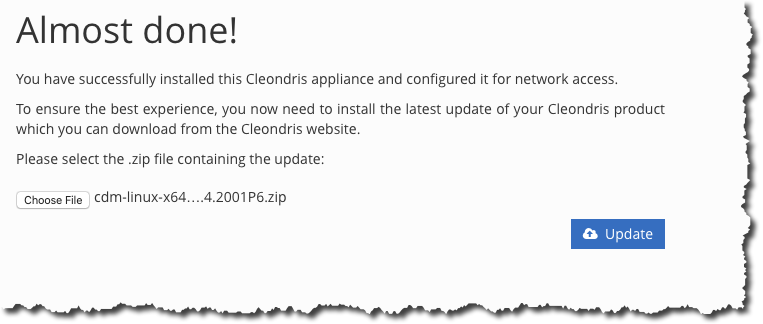 Almost done!
You have successfully installed this Cleondris appliance and configured it for network access.
To ensure the best experience, you now need to install the latest update of your Cleondris product
which you can download from the Cleondris website.
Please select the .zip file containing the update:
Choose File cdm-linux-x64....4.2001P6.zip
Update